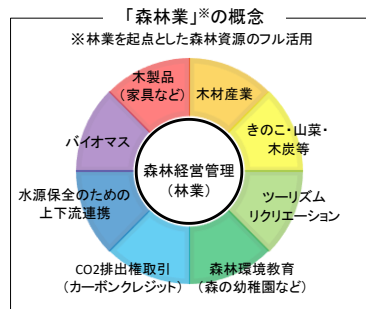 「森林業」※の概念
※林業を起点とした森林資源のフル活用
木製品
（家具など）
木材産業
きのこ・山菜・
木炭等
ツーリズム
リクリエーション
森林環境教育
（森の幼稚園など）
CO2排出権取引
（カーボンクレジット）
水源保全のための
上下流連携
バイオマス
森林経営管理
（林業）